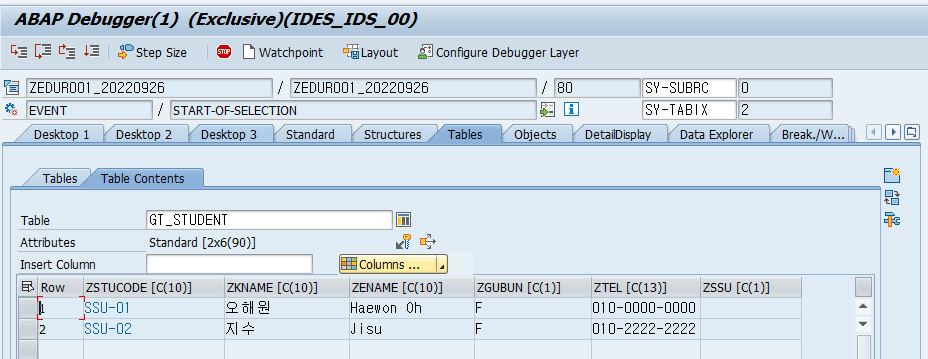 ABAP Debugger(1) (Exclusive)(IDES_IDS_00)
Step Size Watchpoint Layout Configure Debugger Layer
ZEDUR001_20220926 / ZEDUR001_20220926 / 80 SY-SUBRC 0
EVENT / START-OF-SELECTION SY-TABIX 2
Desktop 1 Desktop 2 Desktop 3 Standard Structures Tables Objects DetailDisplay Data Explorer Break./W...
Tables Table Contents
Table GT_STUDENT
Attributes Standard [2x6(90)]
Insert Column Columns ...
Row ZSTUCODE [C(10)] ZKNAME [C(10)] ZENAME [C(10)] ZGUBUN [C(1)] ZTEL [C(13)] ZSSU [C(1)]
1 SSU-01 오해원 Haewon Oh F 010-0000-0000
2 SSU-02 지수 Jisu F 010-2222-2222